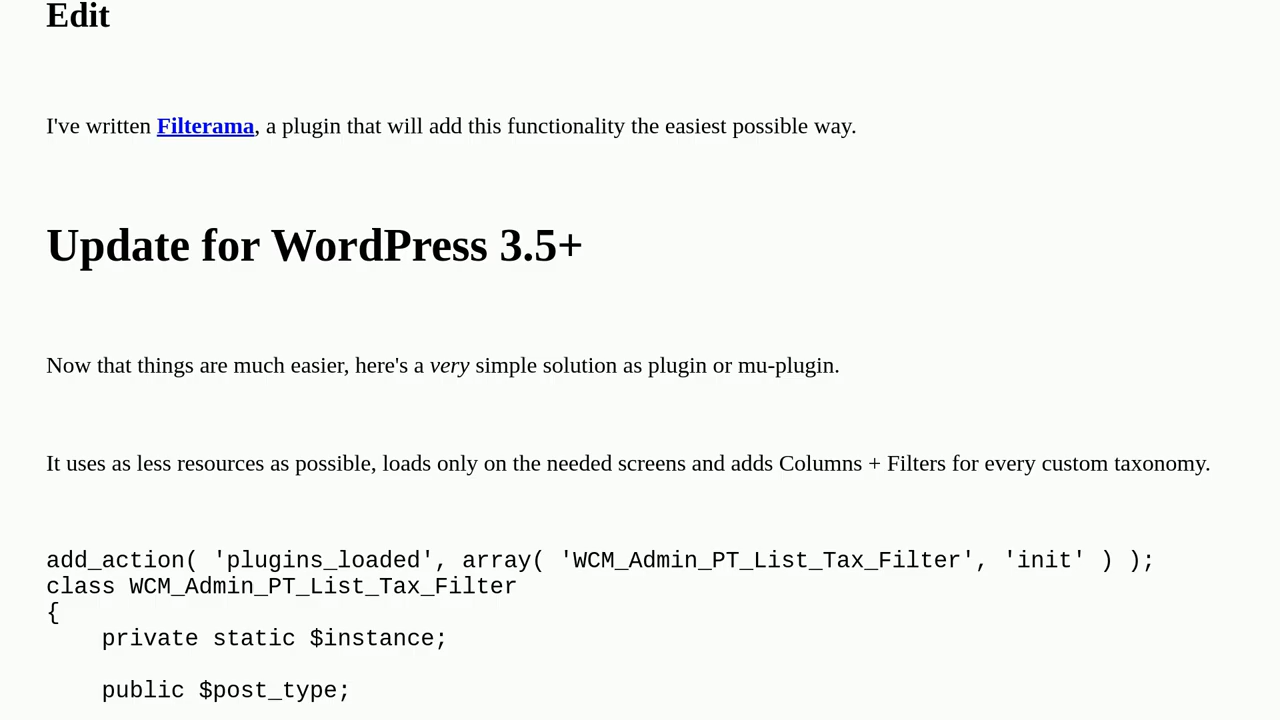 Edit
I've written Filterama, a plugin that will add this functionality the easiest possible way.
Update for WordPress 3.5+
Now that things are much easier, here's a very simple solution as plugin or mu-plugin.
It uses as less resources as possible, loads only on the needed screens and adds Columns + Filters for every custom taxonomy.
add_action( 'plugins_loaded', array( 'WCM_Admin_PT_List_Tax_Filter', 'init' ) );
class WCM_Admin_PT_List_Tax_Filter
{
    private static $instance;
    public $post_type;